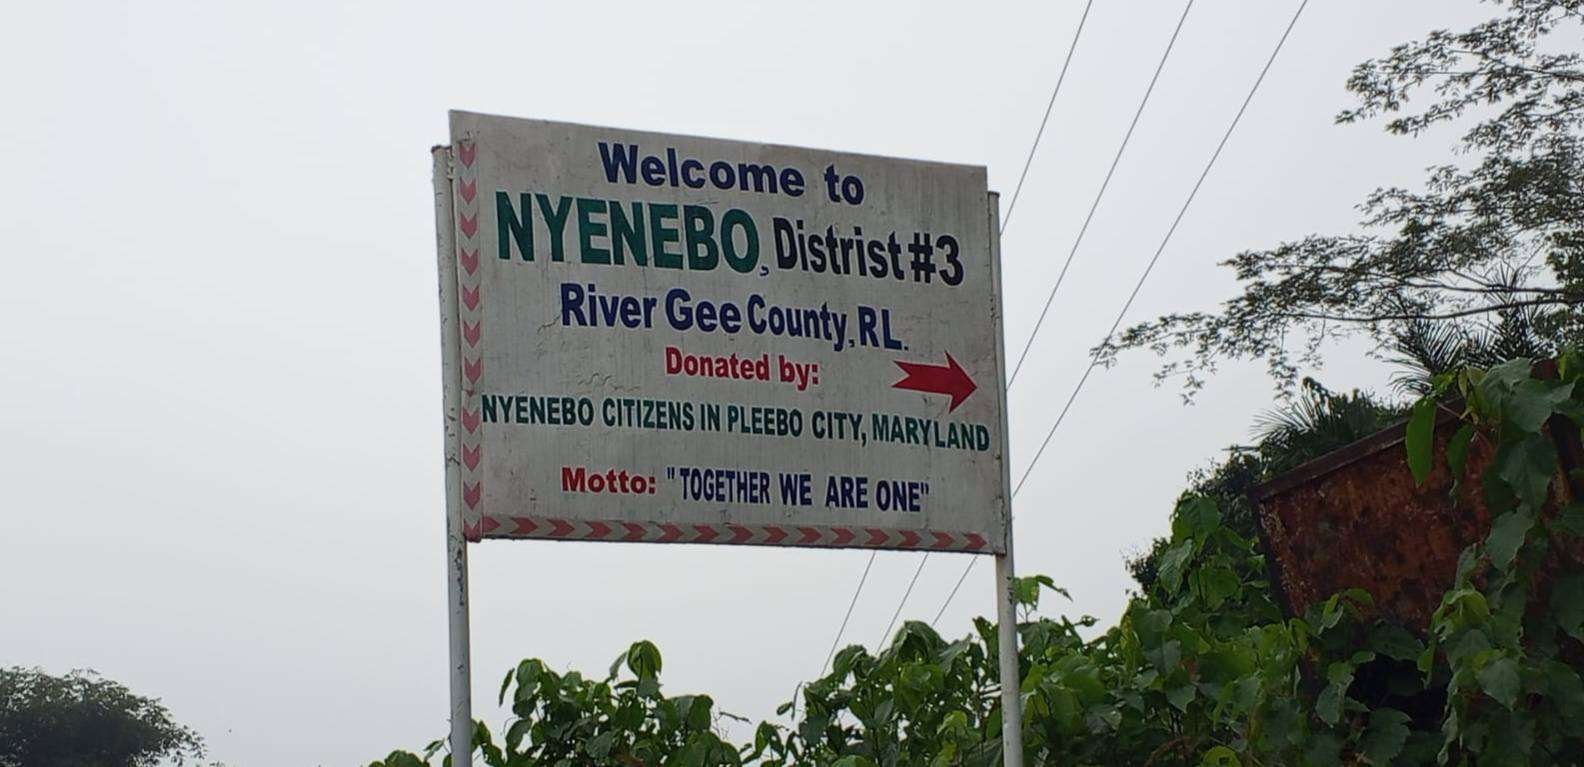 Welcome to
NYENEBO, Distrist #3
River Gee County, RL.
Donated by:
NYENEBO CITIZENS IN PLEEBO CITY, MARYLAND
Motto: "TOGETHER WE ARE ONE"